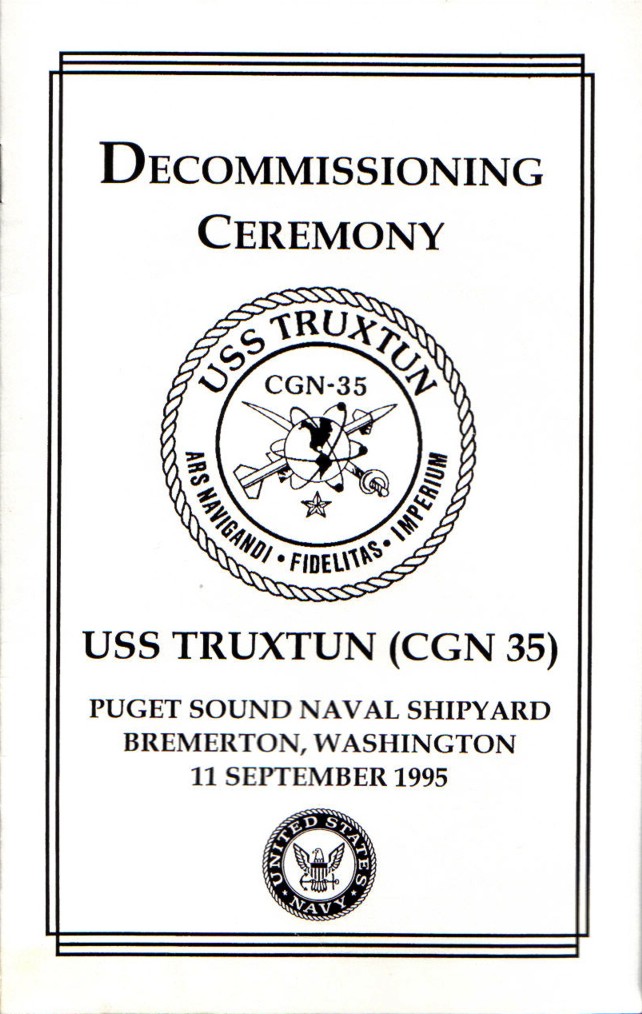 DECOMMISSIONING
CEREMONY
USS TRUXTUN
CGN-35
ARS NAVIGANDI • FIDELITAS • IMPERIUM
USS TRUXTUN (CGN 35)
PUGET SOUND NAVAL SHIPYARD
BREMERTON, WASHINGTON
11 SEPTEMBER 1995
UNITED STATES
NAVY